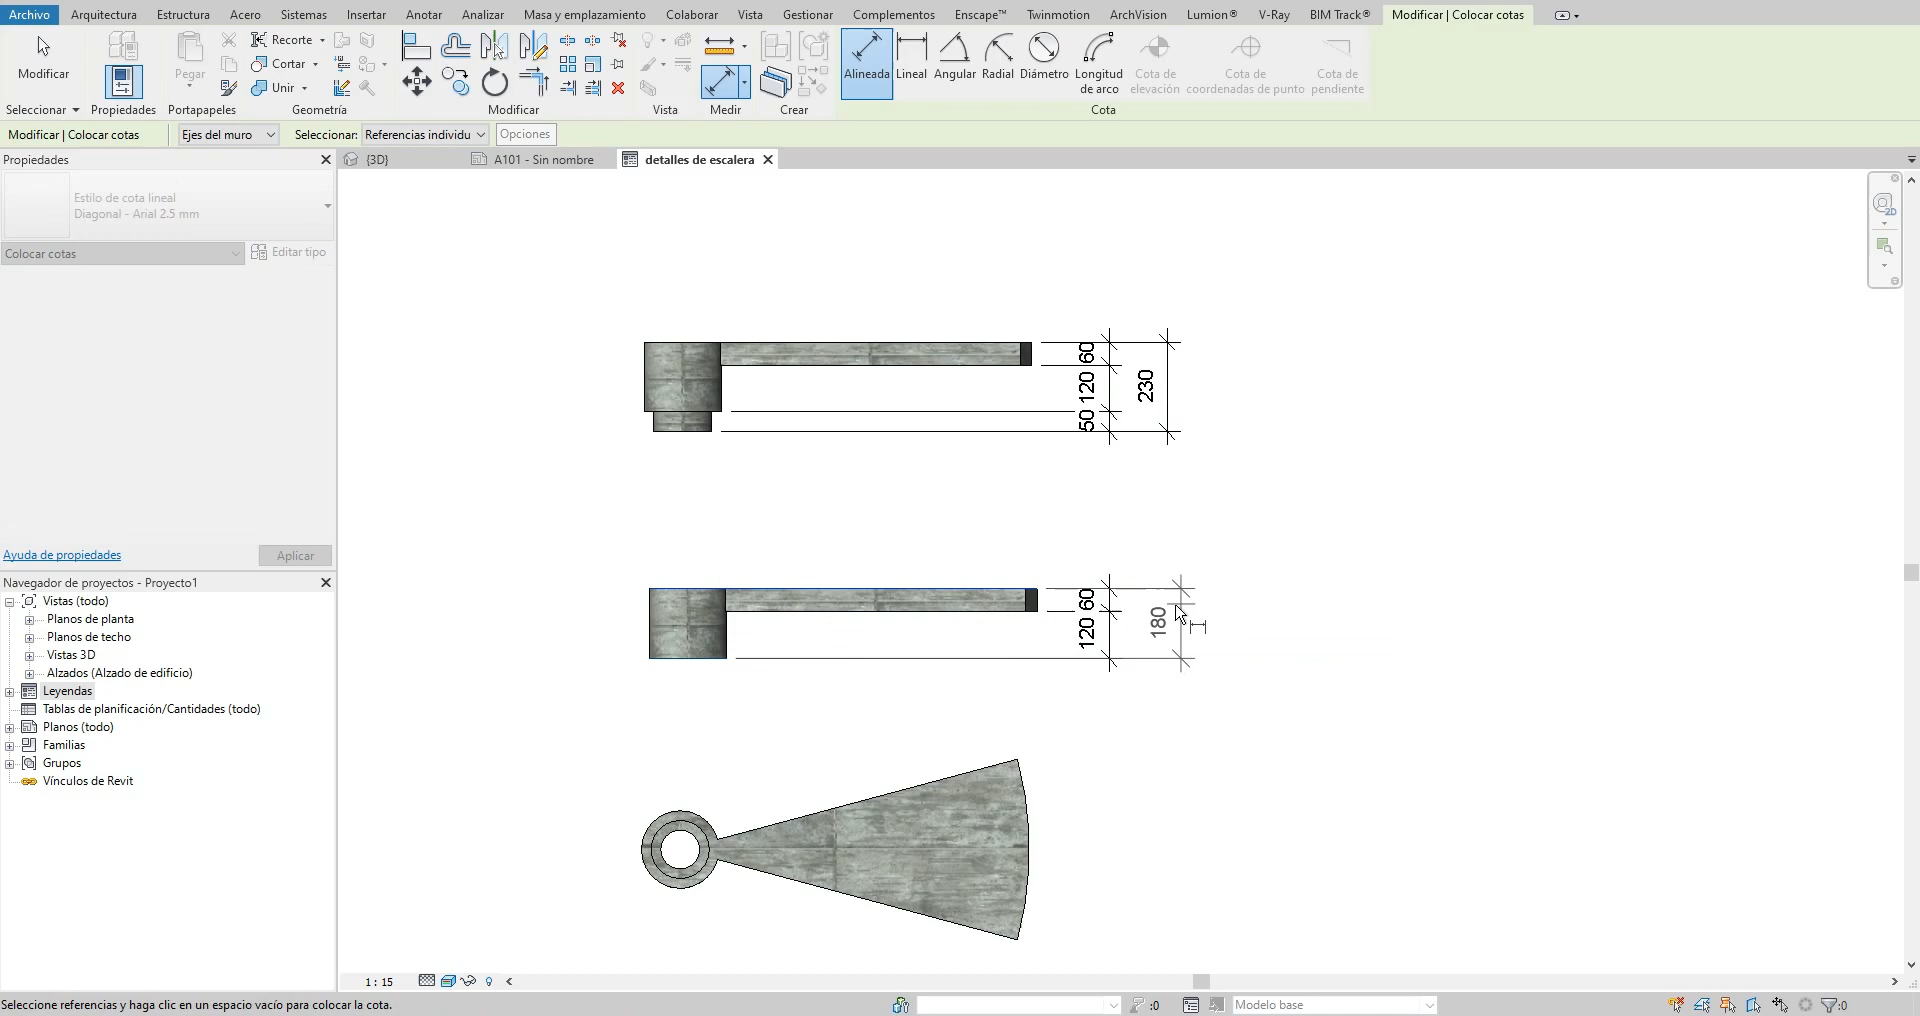 Archivo Arquitectura Estructura Acero Sistemas Insertar Anotar Analizar Masa y emplazamiento Colaborar Vista Gestionar Complementos Enscape™ Twinmotion ArchVision Lumion® V-Ray BIM Track® Modificar | Colocar cotas
Modificar
Pegar
Recorte
Cortar
Unir
Alineada Lineal Angular Radial Diámetro Longitud de arco Cota de elevación Cota de coordenadas de punto Cota de pendiente
Seleccionar Propiedades Portapapeles Geometría Modificar Vista Medir Crear Cota
Modificar | Colocar cotas Ejes del muro Seleccionar: Referencias individu Opciones
Propiedades
{3D} A101 - Sin nombre detalles de escalera
Estilo de cota lineal
Diagonal - Arial 2.5 mm
Colocar cotas Editar tipo
2D
60
120
50
230
60
120
180
Ayuda de propiedades Aplicar
Navegador de proyectos - Proyecto1
Vistas (todo)
Planos de planta
Planos de techo
Vistas 3D
Alzados (Alzado de edificio)
Leyendas
Tablas de planificación/Cantidades (todo)
Planos (todo)
Familias
Grupos
Vínculos de Revit
1 : 15
Seleccione referencias y haga clic en un espacio vacío para colocar la cota. :0 Modelo base :0